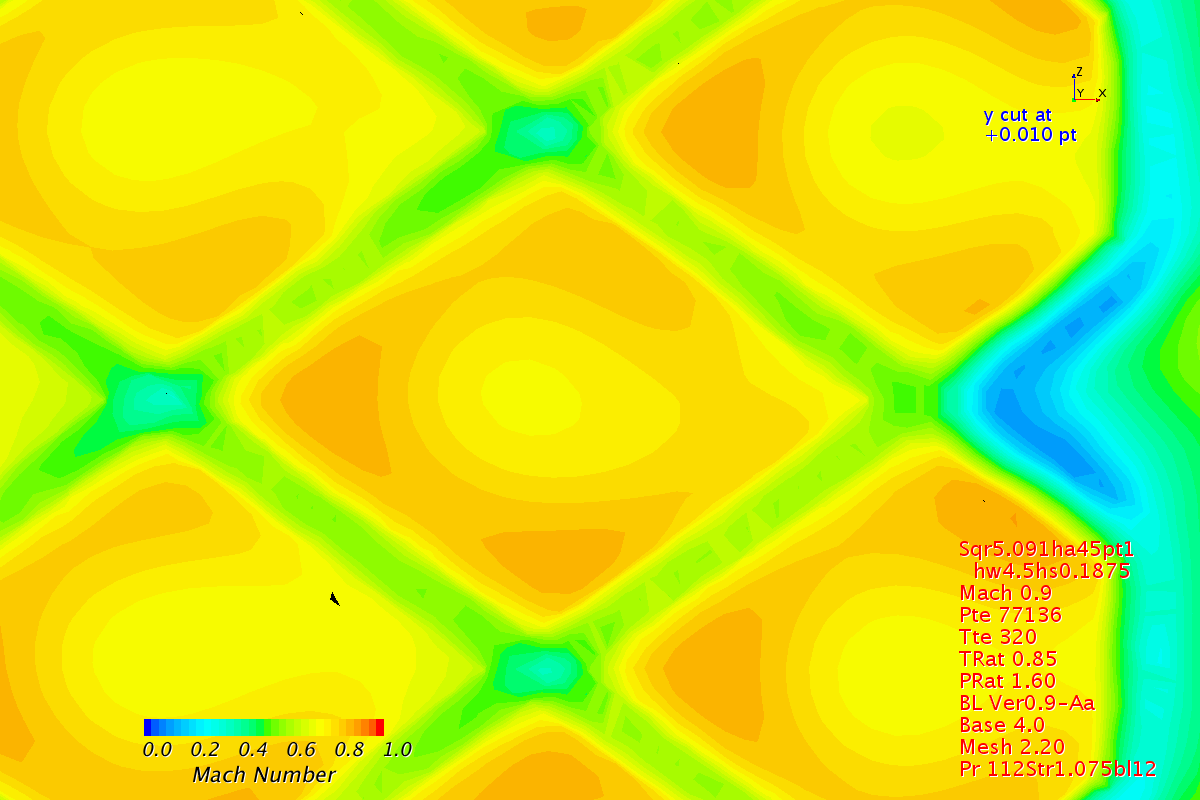 Z
Y X
y cut at
+0.010 pt
Sqr5.091ha45pt1
hw4.5hs0.1875
Mach 0.9
Pte 77136
Tte 320
TRat 0.85
PRat 1.60
BL Ver0.9-Aa
Base 4.0
Mesh 2.20
Pr 112Str1.075bl12
0.0 0.2 0.4 0.6 0.8 1.0
Mach Number